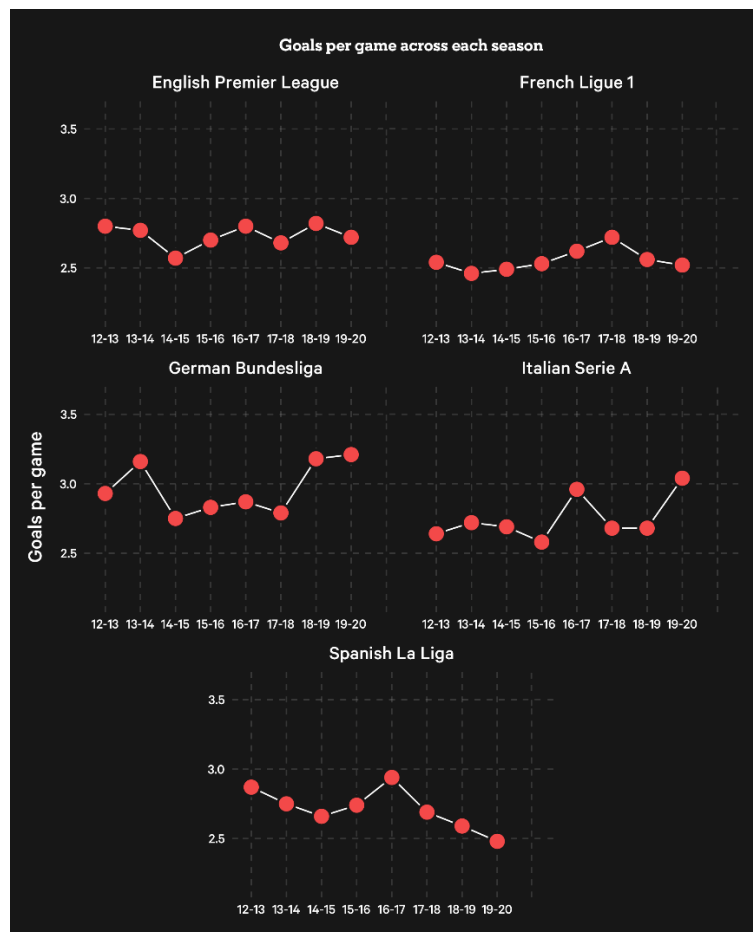 Goals per game across each season
English Premier League
French Ligue 1
3.5
3.0
2.5
12-13 13-14 14-15 15-16 16-17 17-18 18-19 19-20
12-13 13-14 14-15 15-16 16-17 17-18 18-19 19-20
German Bundesliga
Italian Serie A
Goals per game
3.5
3.0
2.5
12-13 13-14 14-15 15-16 16-17 17-18 18-19 19-20
12-13 13-14 14-15 15-16 16-17 17-18 18-19 19-20
Spanish La Liga
3.5
3.0
2.5
12-13 13-14 14-15 15-16 16-17 17-18 18-19 19-20